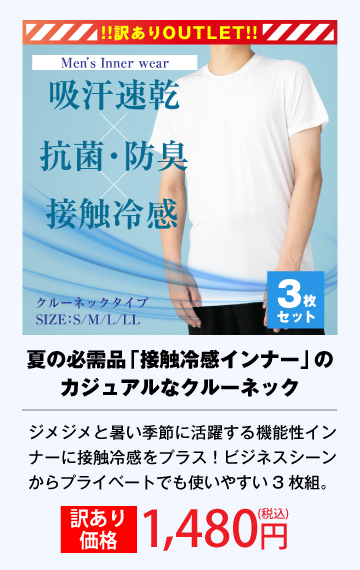 !!訳ありOUTLET!!
Men's Inner wear
吸汗速乾
×
抗菌・防臭
×
接触冷感
クルーネックタイプ
SIZE:S/M/L/LL
3枚
セット
夏の必需品「接触冷感インナー」の
カジュアルなクルーネック
ジメジメと暑い季節に活躍する機能性イン
ナーに接触冷感をプラス！ビジネスシーン
からプライベートでも使いやすい3枚組。
訳あり
価格
1,480円(税込)